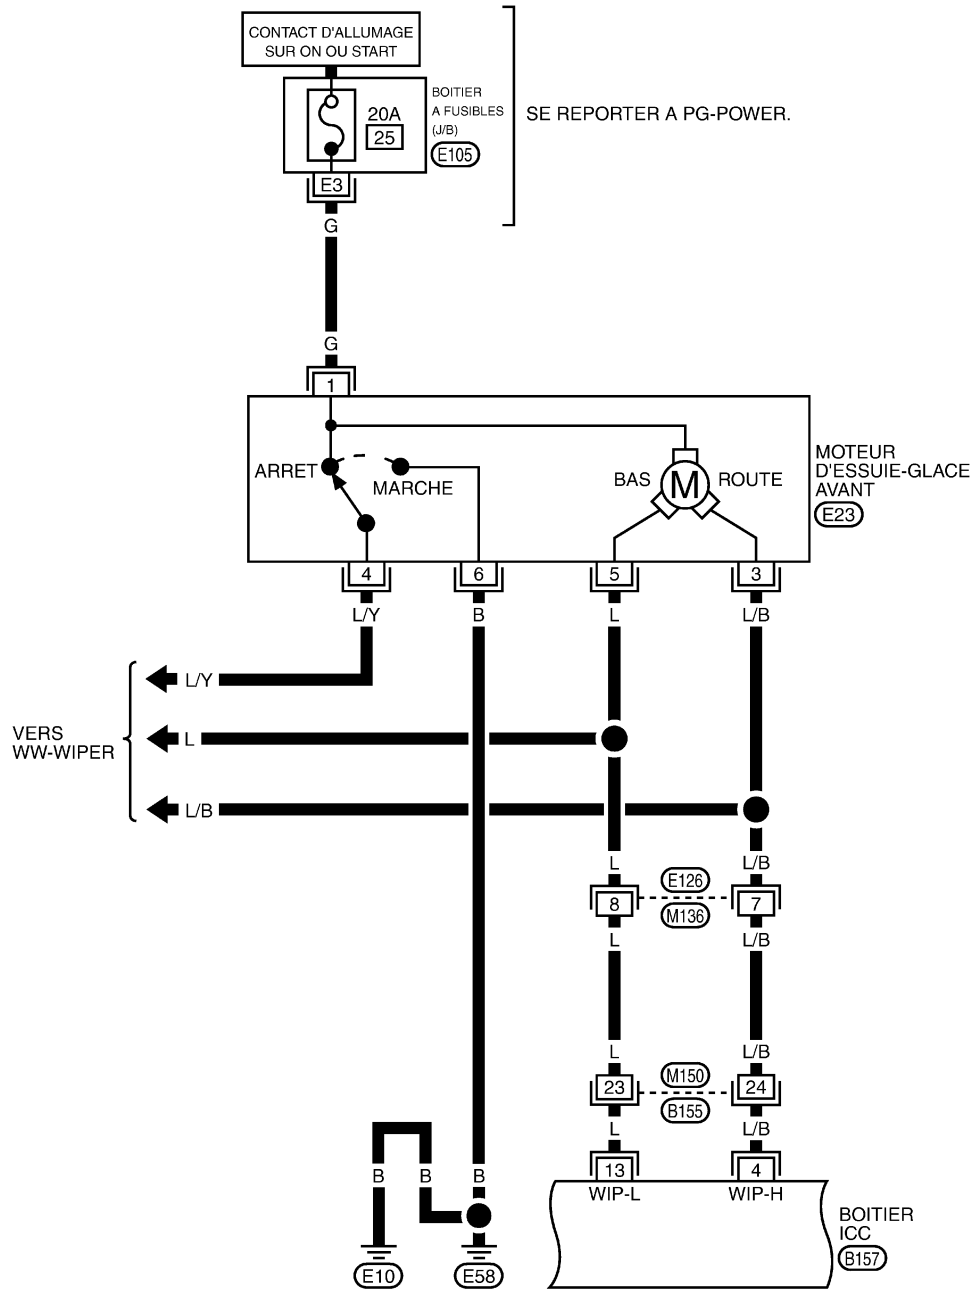 CONTACT D'ALLUMAGE
SUR ON OU START
BOITIER
A FUSIBLES
(J/B)
E105
20A
25
SE REPORTER A PG-POWER.
E3
G
G
1
ARRET
MARCHE
BAS
M
ROUTE
MOTEUR
D'ESSUIE-GLACE
AVANT
E23
4
6
5
3
L/Y
B
L
L/B
L/Y
VERS
WW-WIPER
L
L/B
L
L/B
E126
8
7
M136
L
L/B
L
L/B
M150
23
24
B155
L
L/B
B
B
B
13
4
WIP-L
WIP-H
BOITIER
ICC
B157
E10
E58